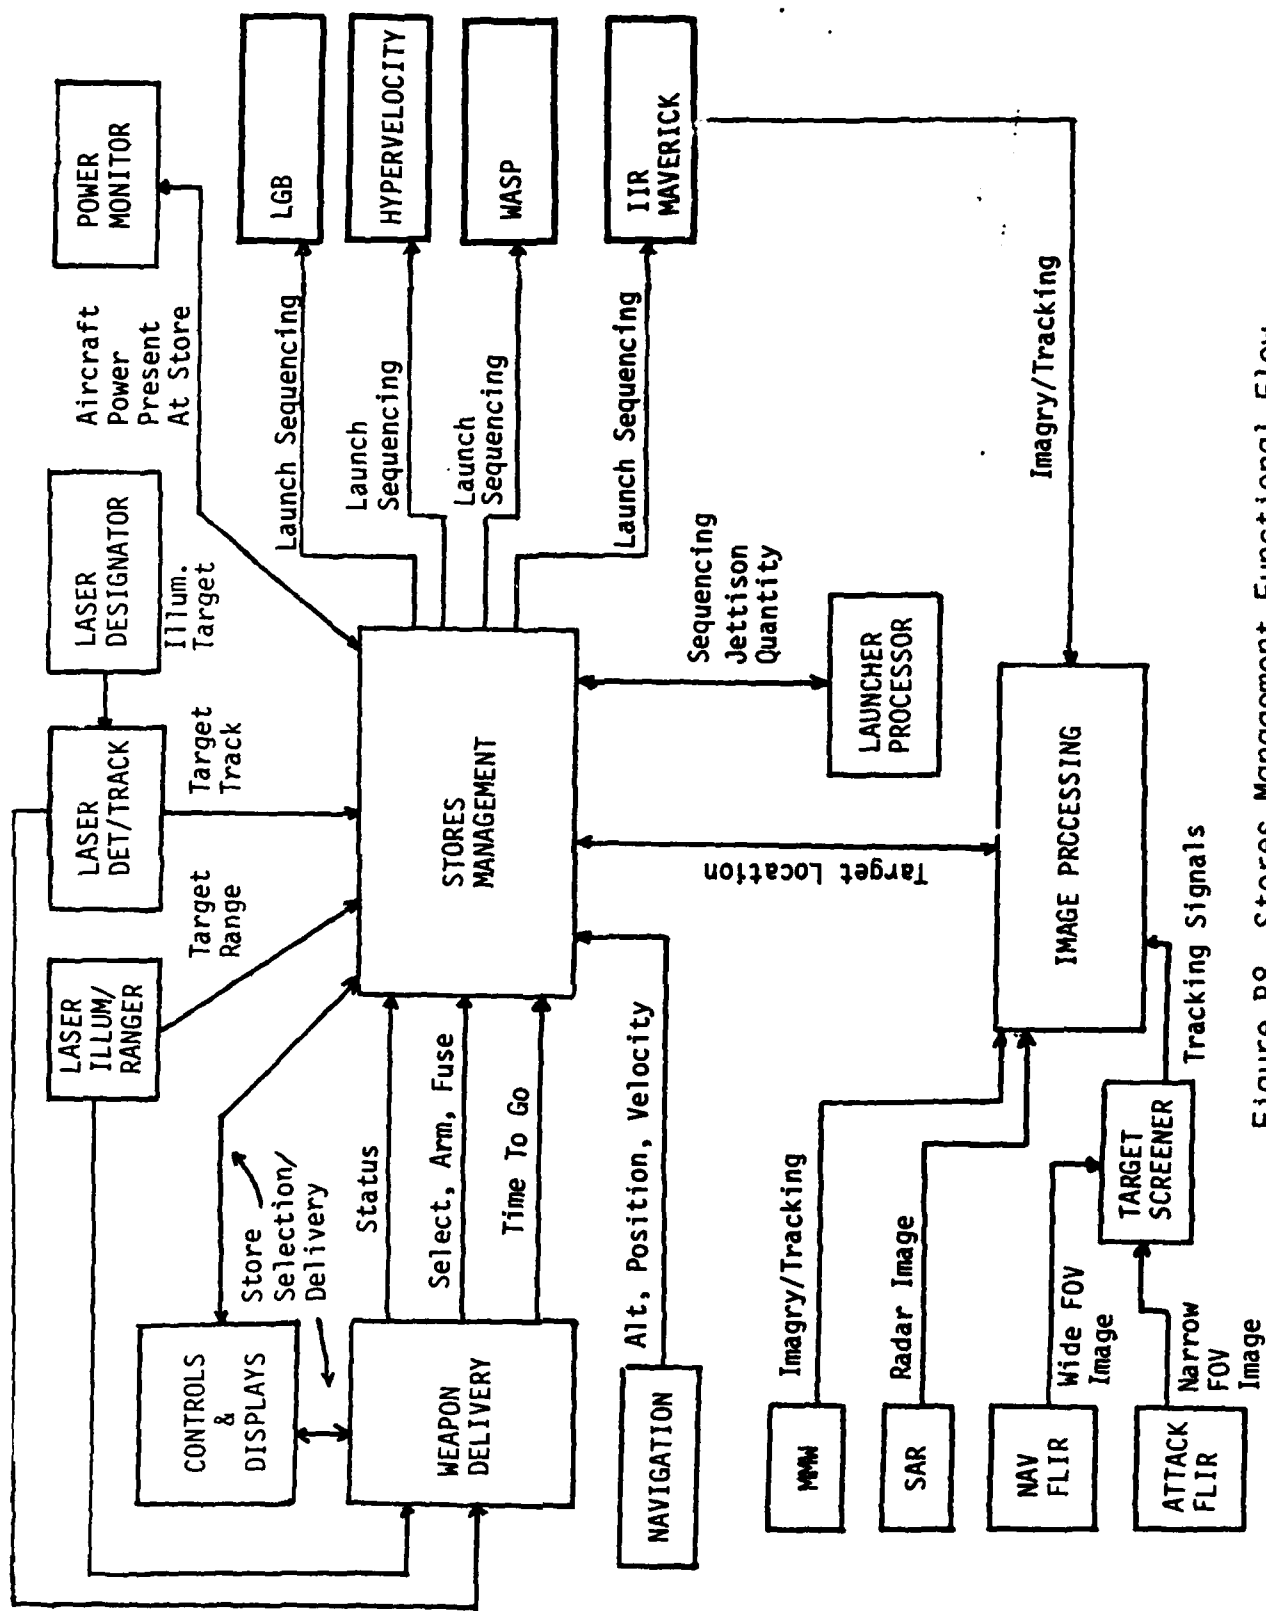 LASER
ILLUM/
RANGER
LASER
DET/TRACK
LASER
DESIGNATOR
POWER
MONITOR
Target
Range
Target
Track
Illum.
Target
Aircraft
Power
Present
At Store
CONTROLS
&
DISPLAYS
Store
Selection/
Delivery
WEAPON
DELIVERY
Status
Select, Arm, Fuse
Time To Go
STORES
MANAGEMENT
Launch Sequencing
LGB
Launch
Sequencing
HYPERVELOCITY
Launch
Sequencing
WASP
Launch Sequencing
IIR
MAVERICK
NAVIGATION
Alt, Position, Velocity
Target Location
Sequencing
Jettison
Quantity
LAUNCHER
PROCESSOR
MMW
Imagry/Tracking
SAR
Radar Image
NAV
FLIR
Wide FOV
Image
ATTACK
FLIR
Narrow
FOV
Image
TARGET
SCREENER
Tracking Signals
IMAGE PRCCESSING
Imagry/Tracking
Figure Stores Management Functional Flow